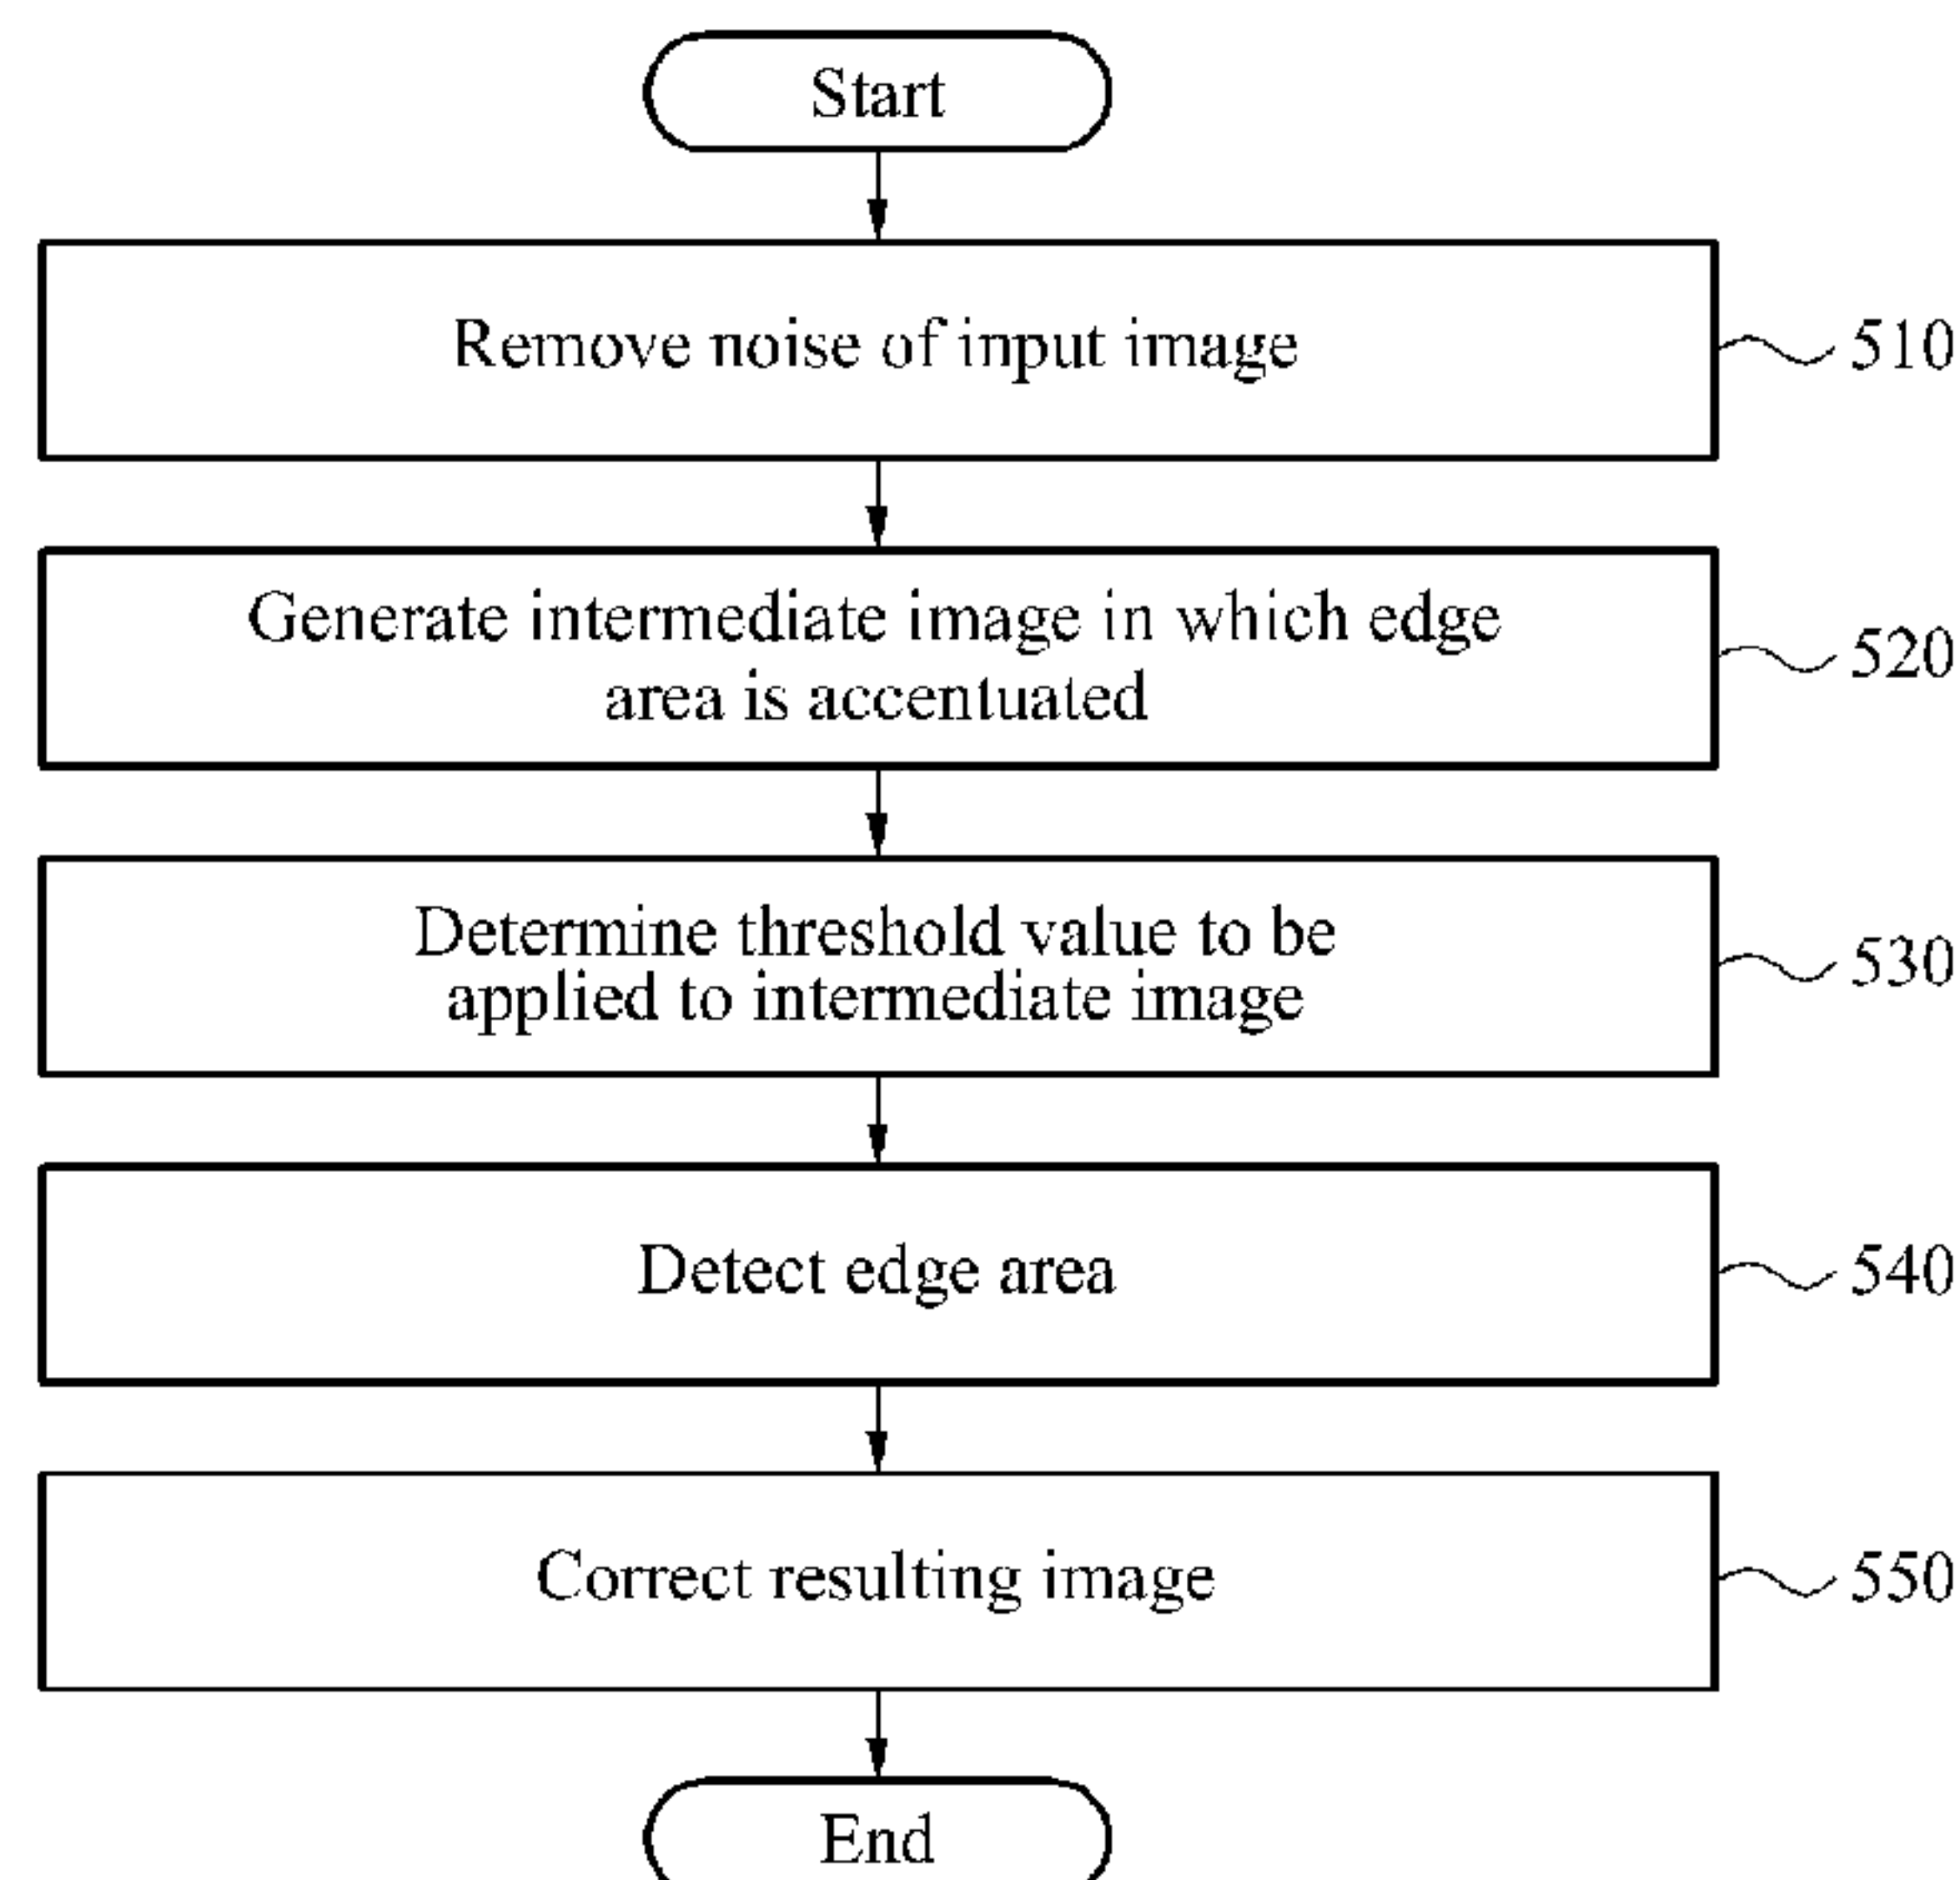 Start
Remove noise of input image
510
Generate intermediate image in which edge
area is accentuated
520
Determine threshold value to be
applied to intermediate image
530
Detect edge area
540
Correct resulting image
550
End